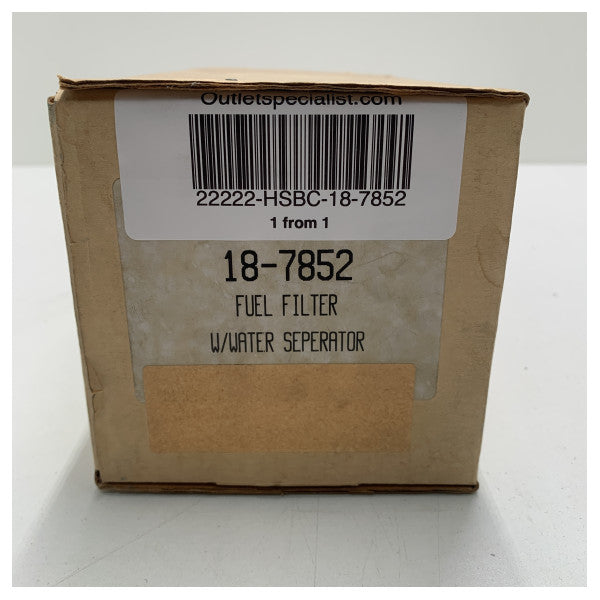 Outletspecialist.com
22222-HSBC-18-7852
1 from 1
18-7852
FUEL FILTER
W/WATER SEPERATOR